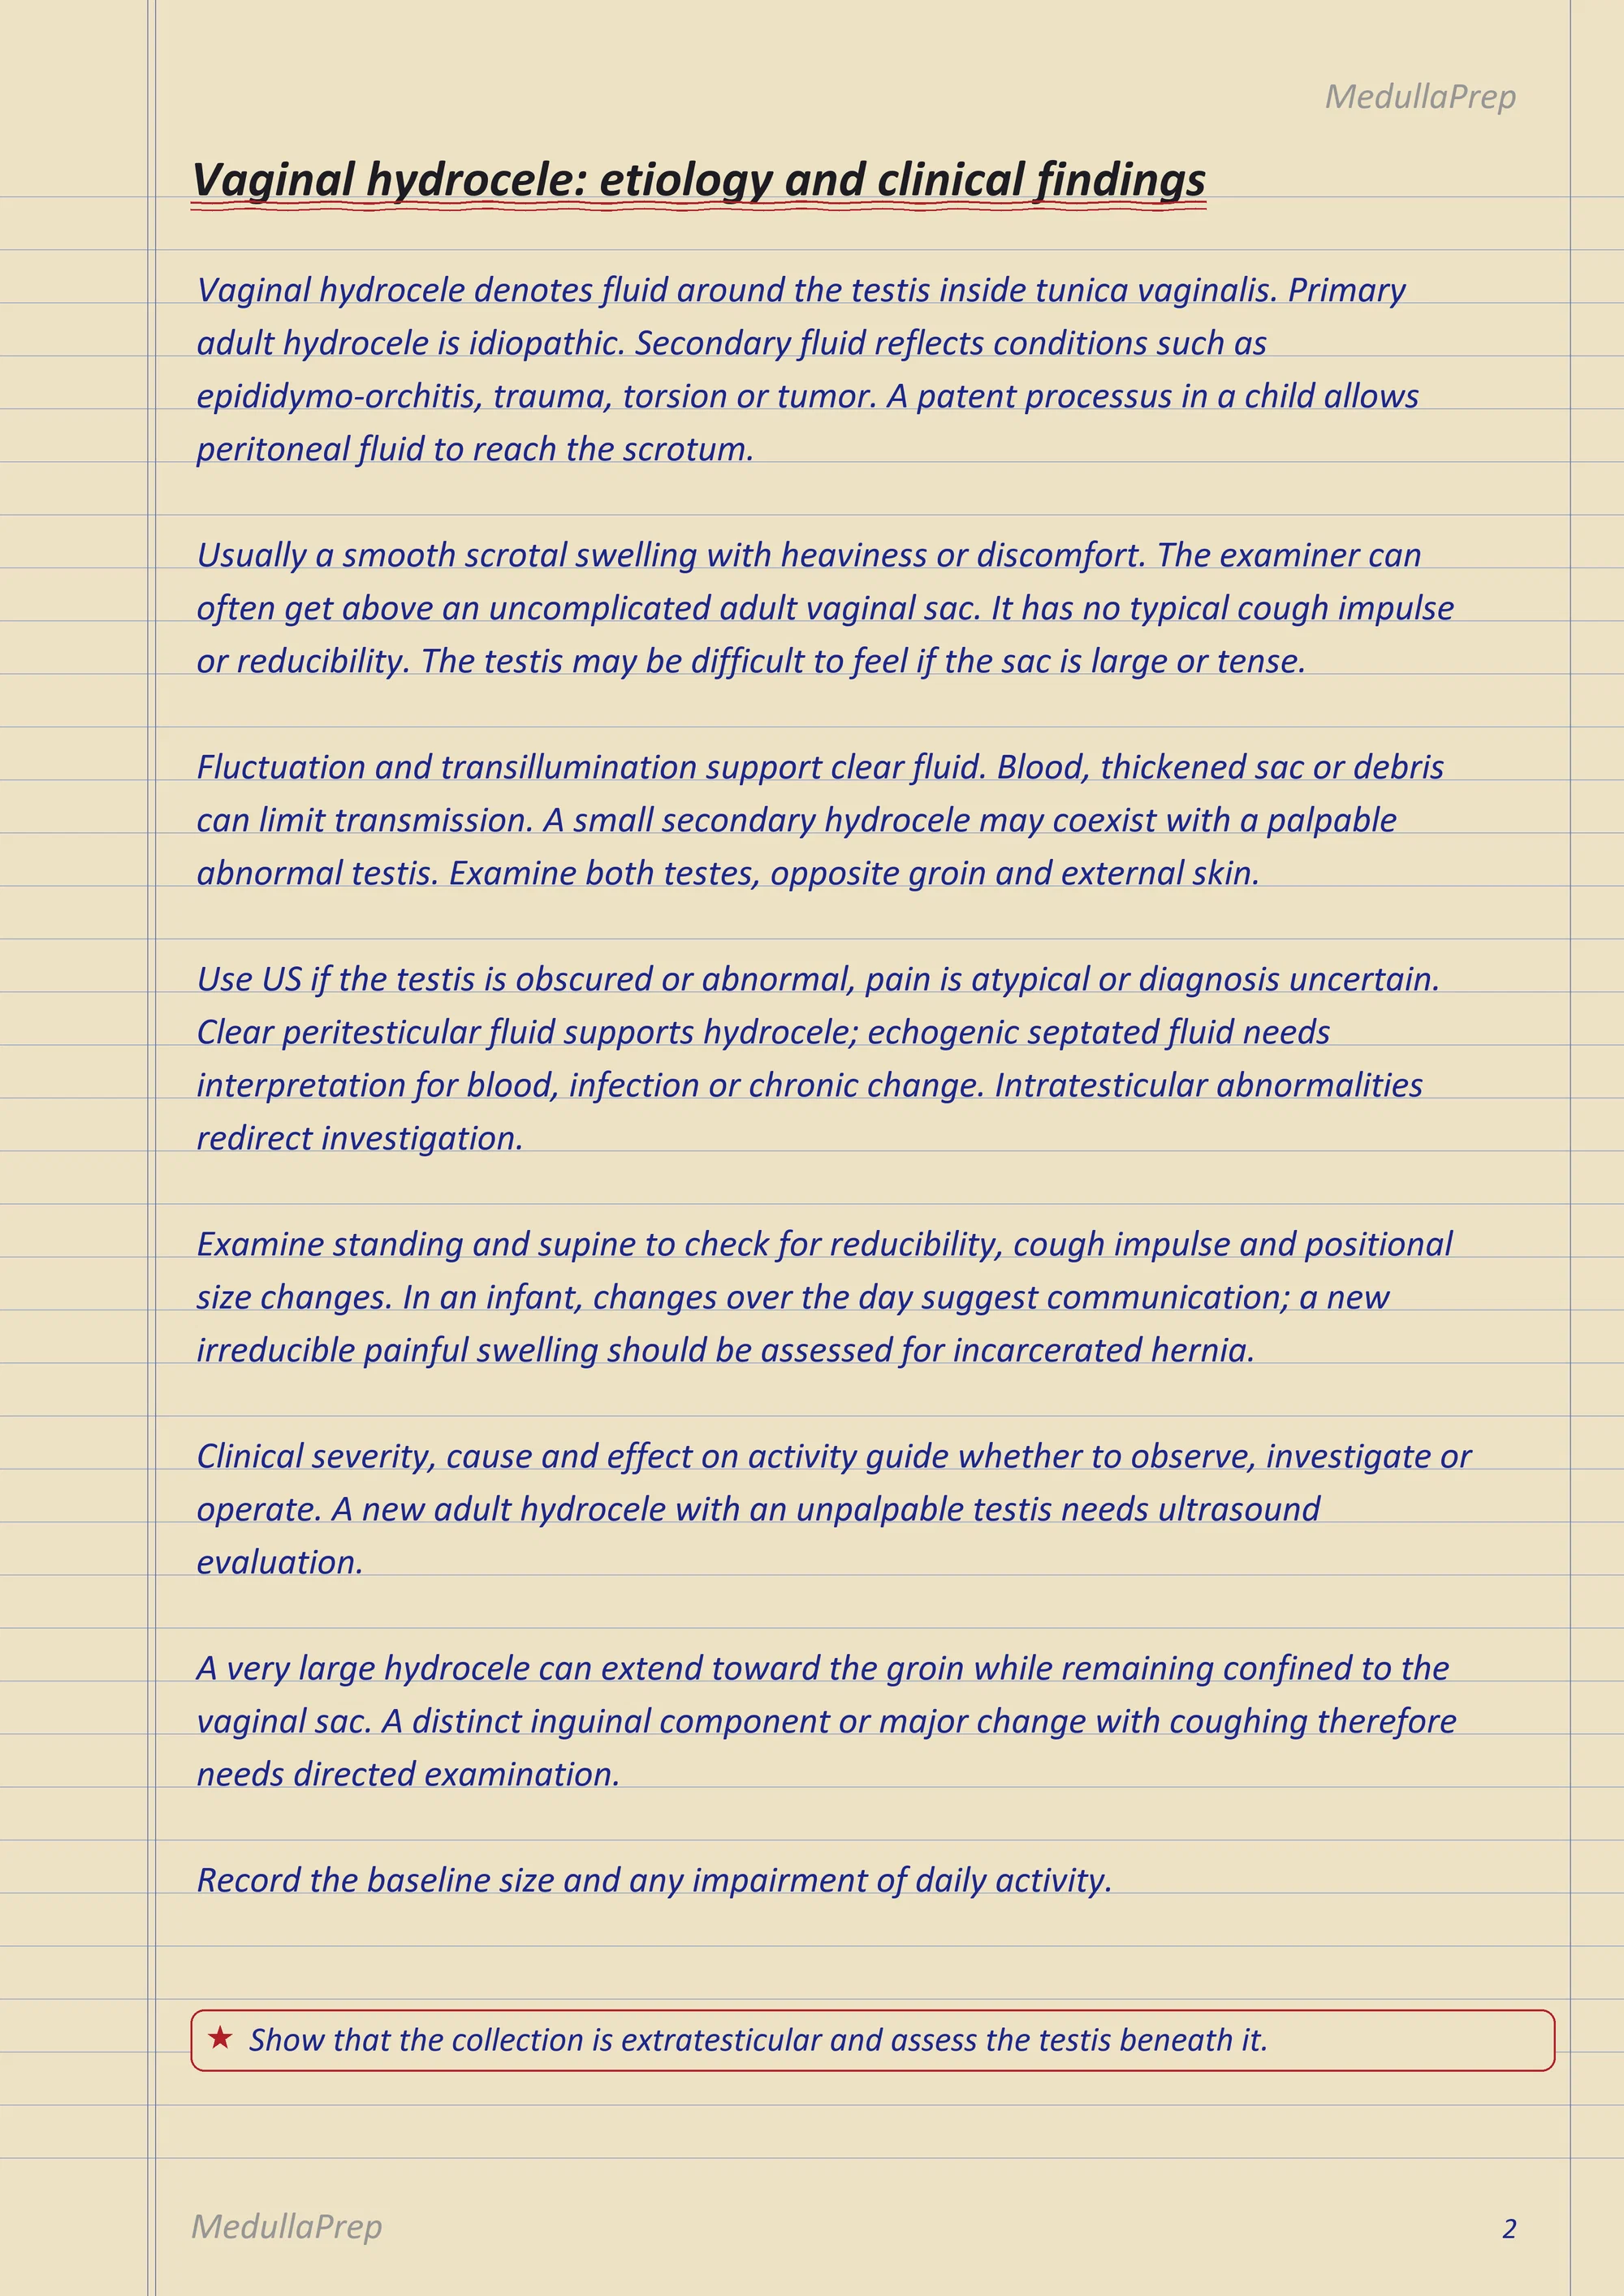 MedullaPrep
Vaginal hydrocele: etiology and clinical findings
Vaginal hydrocele denotes fluid around the testis inside tunica vaginalis. Primary
adult hydrocele is idiopathic. Secondary fluid reflects conditions such as
epididymo-orchitis, trauma, torsion or tumor. A patent processus in a child allows
peritoneal fluid to reach the scrotum.
Usually a smooth scrotal swelling with heaviness or discomfort. The examiner can
often get above an uncomplicated adult vaginal sac. It has no typical cough impulse
or reducibility. The testis may be difficult to feel if the sac is large or tense.
Fluctuation and transillumination support clear fluid. Blood, thickened sac or debris
can limit transmission. A small secondary hydrocele may coexist with a palpable
abnormal testis. Examine both testes, opposite groin and external skin.
Use US if the testis is obscured or abnormal, pain is atypical or diagnosis uncertain.
Clear peritesticular fluid supports hydrocele; echogenic septated fluid needs
interpretation for blood, infection or chronic change. Intratesticular abnormalities
redirect investigation.
Examine standing and supine to check for reducibility, cough impulse and positional
size changes. In an infant, changes over the day suggest communication; a new
irreducible painful swelling should be assessed for incarcerated hernia.
Clinical severity, cause and effect on activity guide whether to observe, investigate or
operate. A new adult hydrocele with an unpalpable testis needs ultrasound
evaluation.
A very large hydrocele can extend toward the groin while remaining confined to the
vaginal sac. A distinct inguinal component or major change with coughing therefore
needs directed examination.
Record the baseline size and any impairment of daily activity.
★ Show that the collection is extratesticular and assess the testis beneath it.
MedullaPrep
2